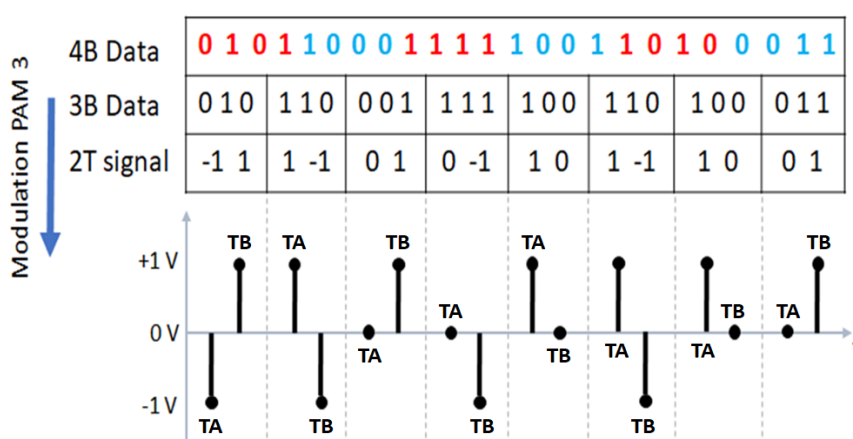 Modulation PAM 3
4B Data 0 1 0 1 1 0 0 0 1 1 1 1 1 0 0 1 1 0 1 0 0 0 1 1
3B Data 0 1 0 1 1 0 0 0 1 1 1 1 1 0 0 1 1 0 1 0 0 0 1 1
2T signal -1 1 1 -1 0 1 0 -1 1 0 1 -1 1 0 0 1
TB TA TB TA TB
+1 V
TA TB TA
0 V
TA TB TA TA
-1 V
TA TB TB TB